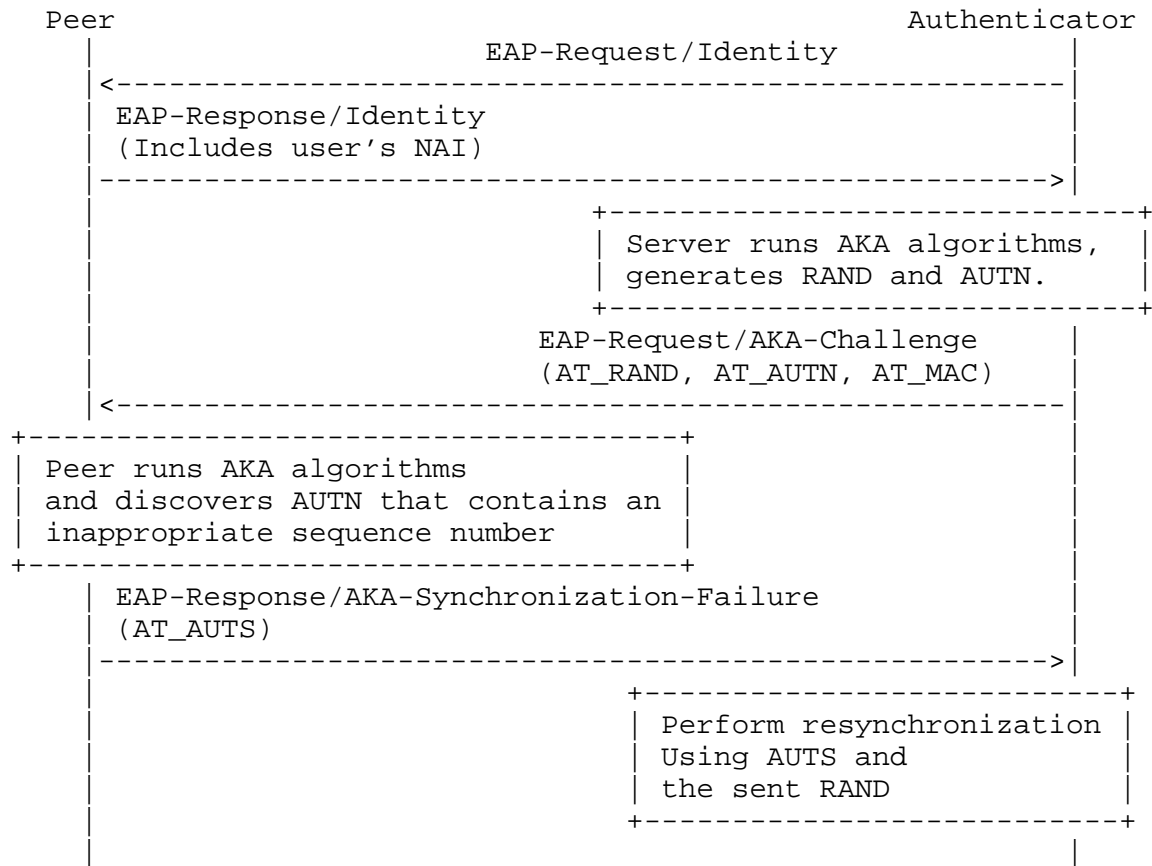 Peer                                                 Authenticator
EAP-Request/Identity
EAP-Response/Identity
(Includes user's NAI)
Server runs AKA algorithms,
generates RAND and AUTN.
EAP-Request/AKA-Challenge
(AT_RAND, AT_AUTN, AT_MAC)
Peer runs AKA algorithms
and discovers AUTN that contains an
inappropriate sequence number
EAP-Response/AKA-Synchronization-Failure
(AT_AUTS)
Perform resynchronization
Using AUTS and
the sent RAND